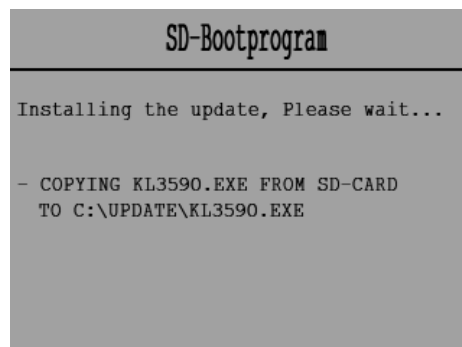 SD-Bootprogram
Installing the update, Please wait...
- COPYING KL3590.EXE FROM SD-CARD
TO C:\UPDATE\KL3590.EXE